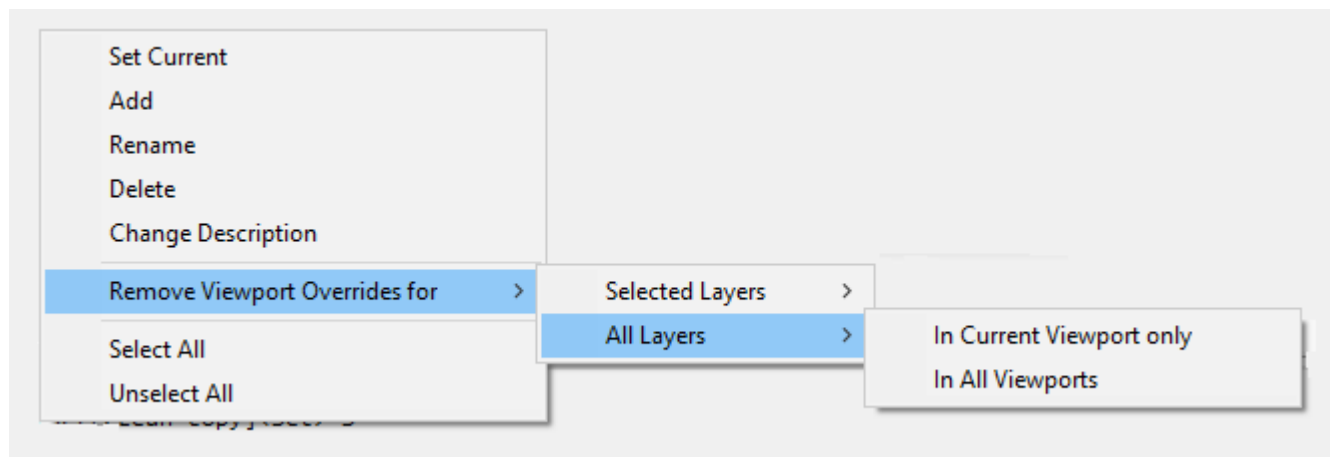 Set Current
Add
Rename
Delete
Change Description
Remove Viewport Overrides for
Selected Layers
All Layers
In Current Viewport only
In All Viewports
Select All
Unselect All